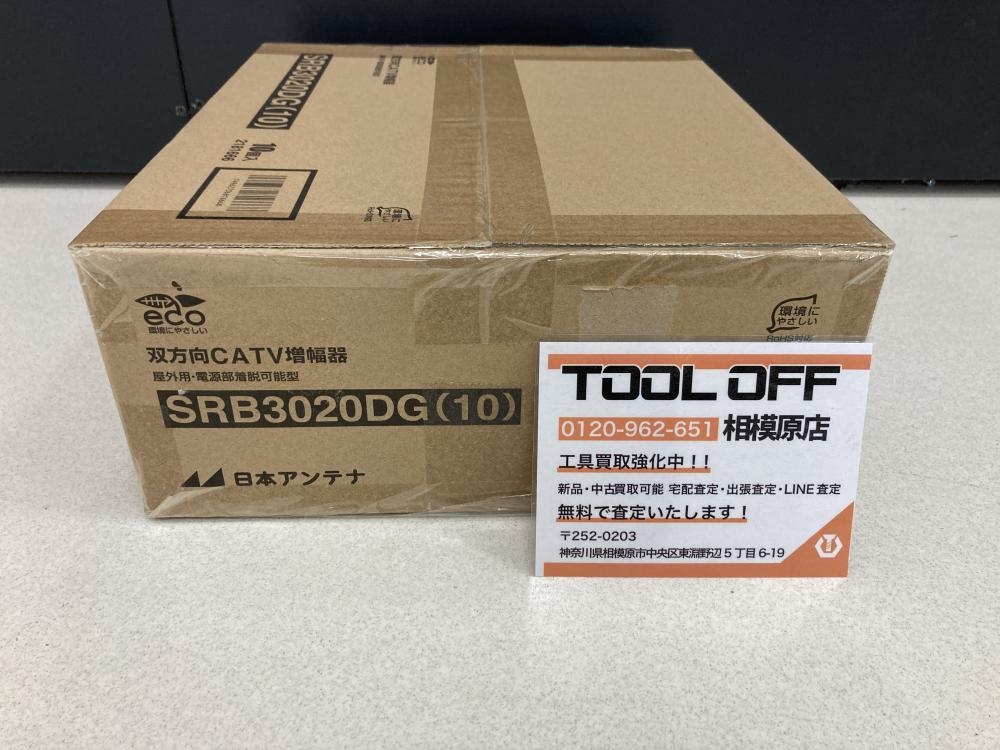 SRB3020DG(10)
10個入
eco
環境にやさしい
双方向CATV増幅器
屋外用・電源部着脱可能型
SRB3020DG(10)
日本アンテナ
環境に
やさしい
RoHS対応
TOOL OFF
0120-962-651 相模原店
工具買取強化中!!
新品・中古買取可能 宅配査定・出張査定・LINE査定
無料で査定いたします!
〒252-0203
神奈川県相模原市中央区東淵野辺5丁目6-19